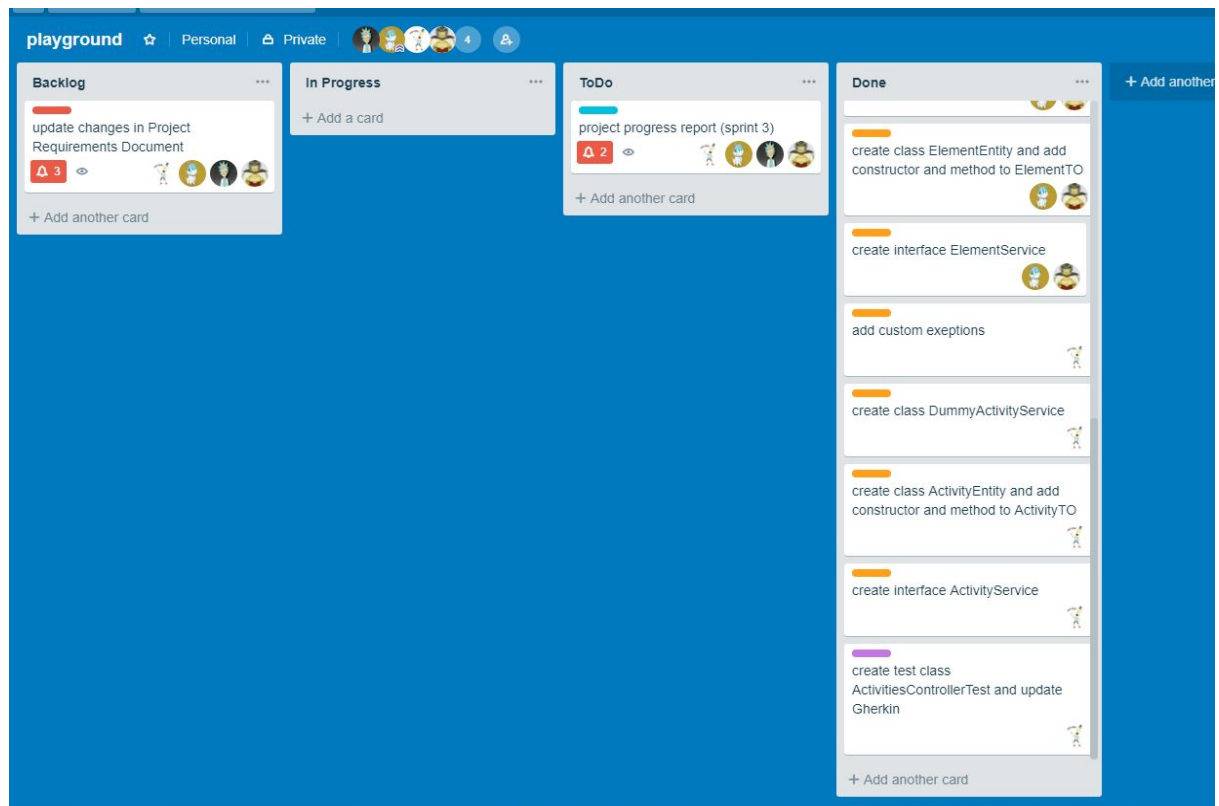 playground
Personal
Private
4
Backlog
update changes in Project
Requirements Document
3
+ Add another card
In Progress
+ Add a card
ToDo
project progress report (sprint 3)
2
+ Add another card
Done
create class ElementEntity and add
constructor and method to ElementTO
create interface ElementService
add custom exeptions
create class DummyActivityService
create class ActivityEntity and add
constructor and method to ActivityTO
create interface ActivityService
create test class
ActivitiesControllerTest and update
Gherkin
+ Add another card
+ Add another